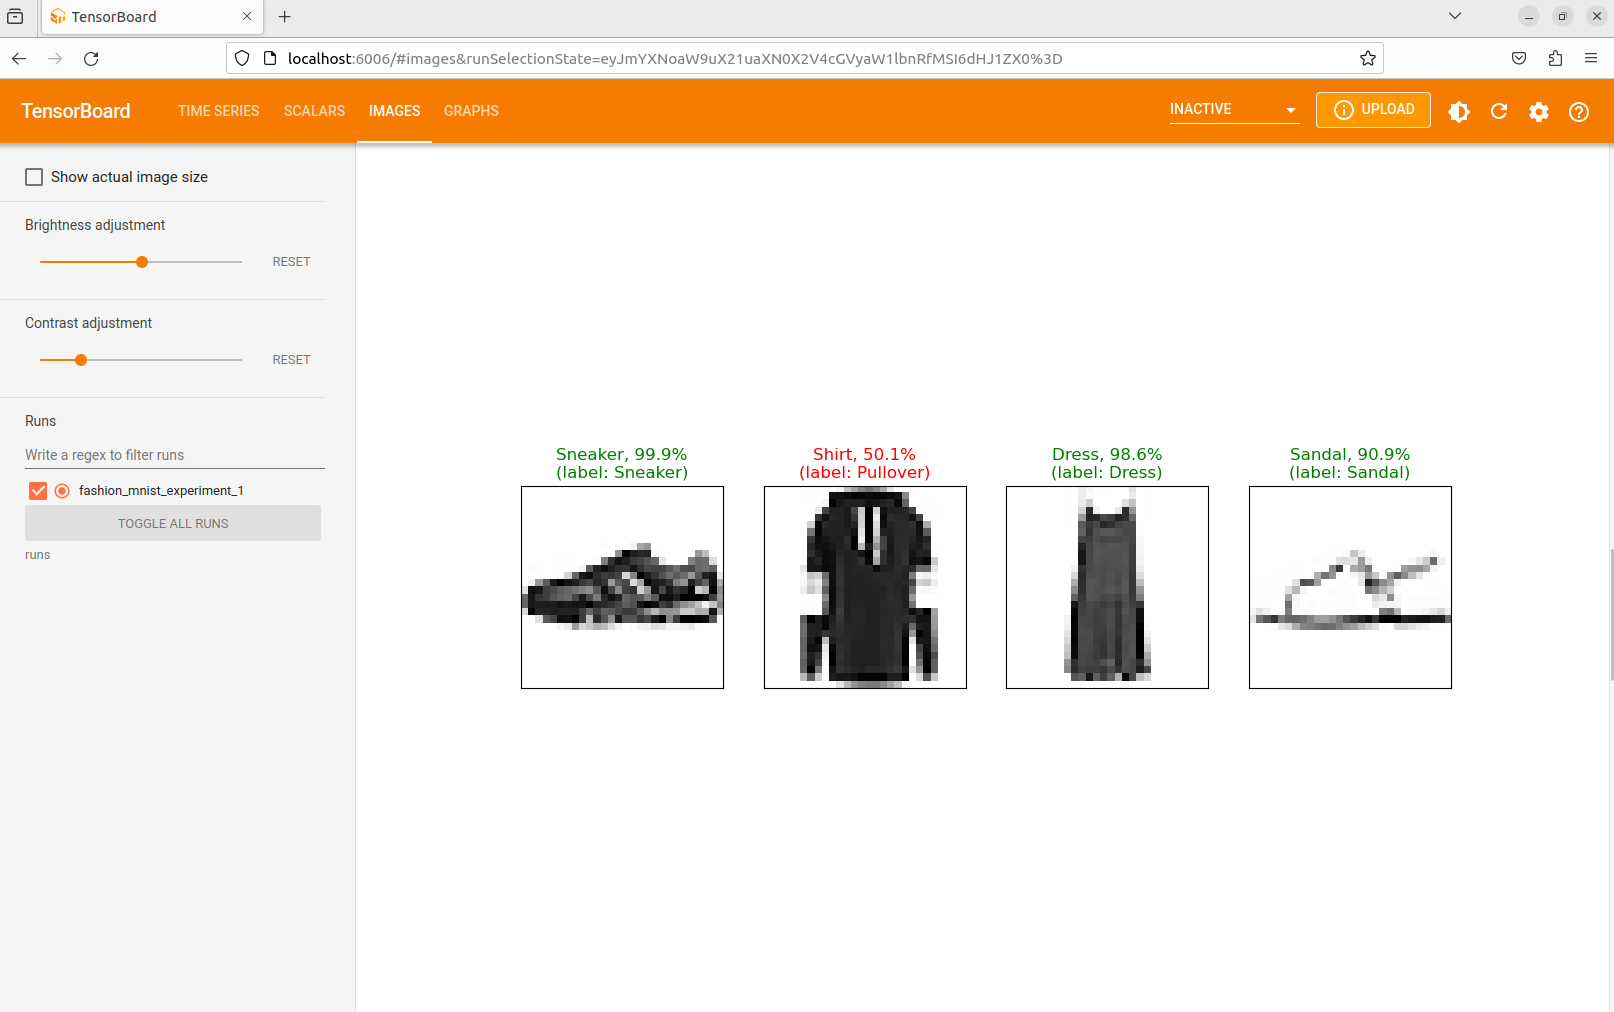 TensorBoard
localhost:6006/#images&runSelectionState=eyJmYXNoaW9uX21uaXN0X2V4cGVyaW1lbnRfMSI6dHJ1ZX0%3D
TensorBoard TIME SERIES SCALARS IMAGES GRAPHS INACTIVE UPLOAD
Show actual image size
Brightness adjustment
RESET
Contrast adjustment
RESET
Runs
Write a regex to filter runs
fashion_mnist_experiment_1
TOGGLE ALL RUNS
runs
Sneaker, 99.9%
(label: Sneaker)
Shirt, 50.1%
(label: Pullover)
Dress, 98.6%
(label: Dress)
Sandal, 90.9%
(label: Sandal)